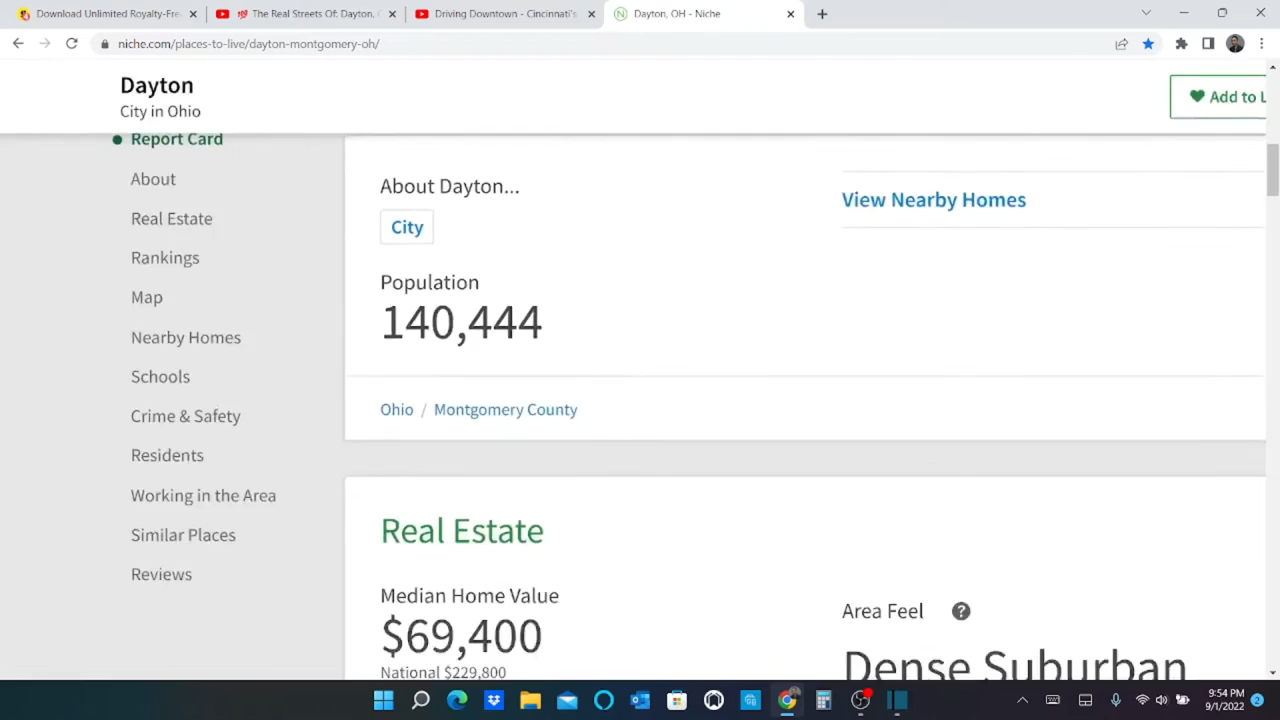 Download Unlimited Royalty-Fre
The Real Streets Of: Dayton, O
Driving Downtown - Cincinnati's
Dayton, OH - Niche
niche.com/places-to-live/dayton-montgomery-oh/
Dayton
City in Ohio
Add to L
Report Card
About
Real Estate
Rankings
Map
Nearby Homes
Schools
Crime & Safety
Residents
Working in the Area
Similar Places
Reviews
About Dayton...
City
View Nearby Homes
Population
140,444
Ohio / Montgomery County
Real Estate
Median Home Value
$69,400
National $229,800
Area Feel ?
Dense Suburban
9:54 PM
9/1/2022
2